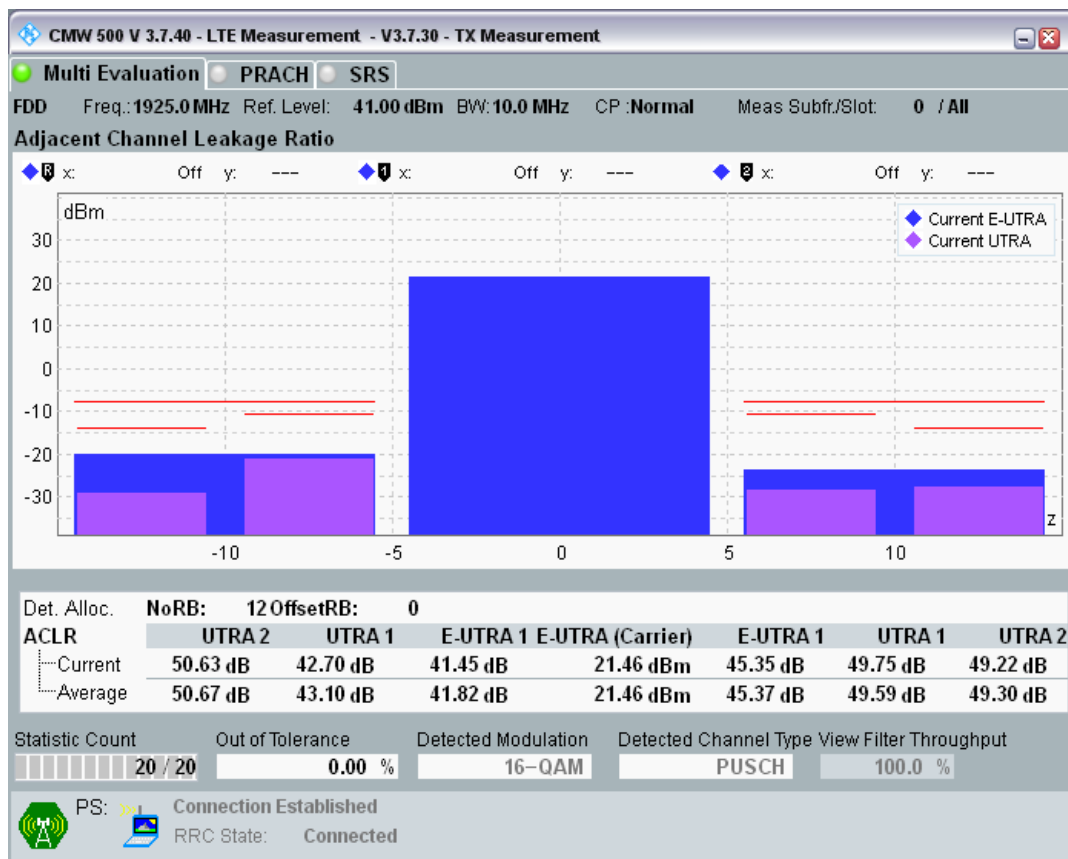 CMW 500 V 3.7.40 - LTE Measurement - V3.7.30 - TX Measurement
Multi Evaluation PRACH SRS
FDD Freq.: 1925.0 MHz Ref. Level: 41.00 dBm BW: 10.0 MHz CP :Normal Meas Subfr./Slot: 0 / All
Adjacent Channel Leakage Ratio
R x: Off y: --- 1 x: Off y: --- 2 x: Off y: ---
dBm
Current E-UTRA
Current UTRA
30
20
10
0
-10
-20
-30
z
-10 -5 0 5 10
Det. Alloc. NoRB: 12 OffsetRB: 0
ACLR UTRA 2 UTRA 1 E-UTRA 1 E-UTRA (Carrier) E-UTRA 1 UTRA 1 UTRA 2
Current 50.63 dB 42.70 dB 41.45 dB 21.46 dBm 45.35 dB 49.75 dB 49.22 dB
Average 50.67 dB 43.10 dB 41.82 dB 21.46 dBm 45.37 dB 49.59 dB 49.30 dB
Statistic Count Out of Tolerance Detected Modulation Detected Channel Type View Filter Throughput
20 / 20 0.00 % 16-QAM PUSCH 100.0 %
PS: Connection Established
RRC State: Connected